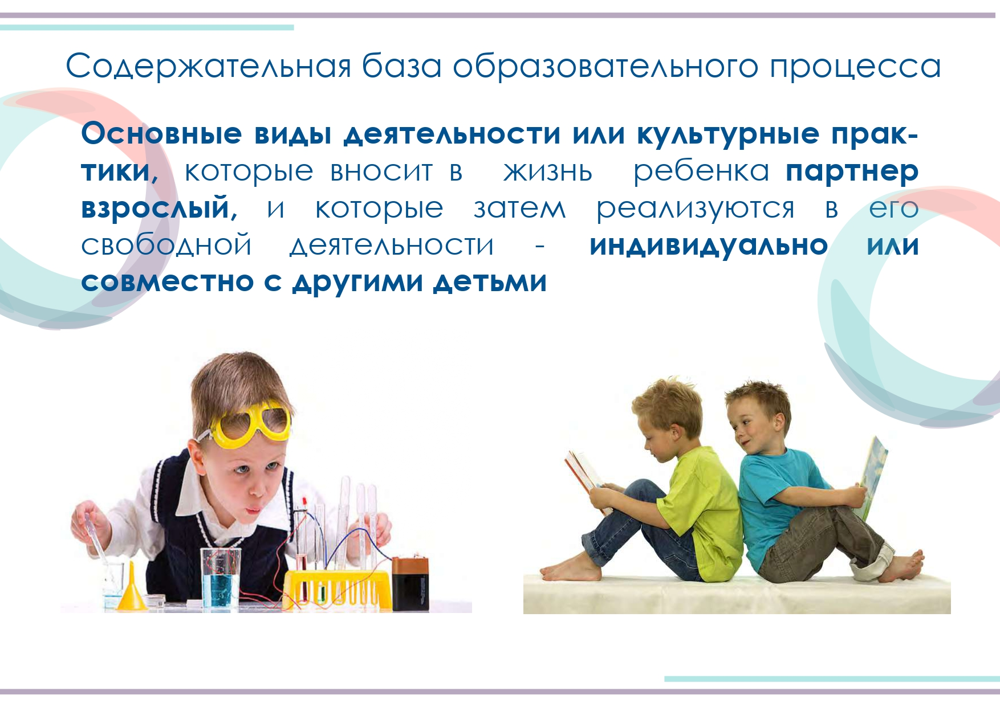 Содержательная база образовательного процесса
Основные виды деятельности или культурные прак-
тики, которые вносит в жизнь ребенка партнер
взрослый, и которые затем реализуются в его
свободной деятельности - индивидуально или
совместно с другими детьми